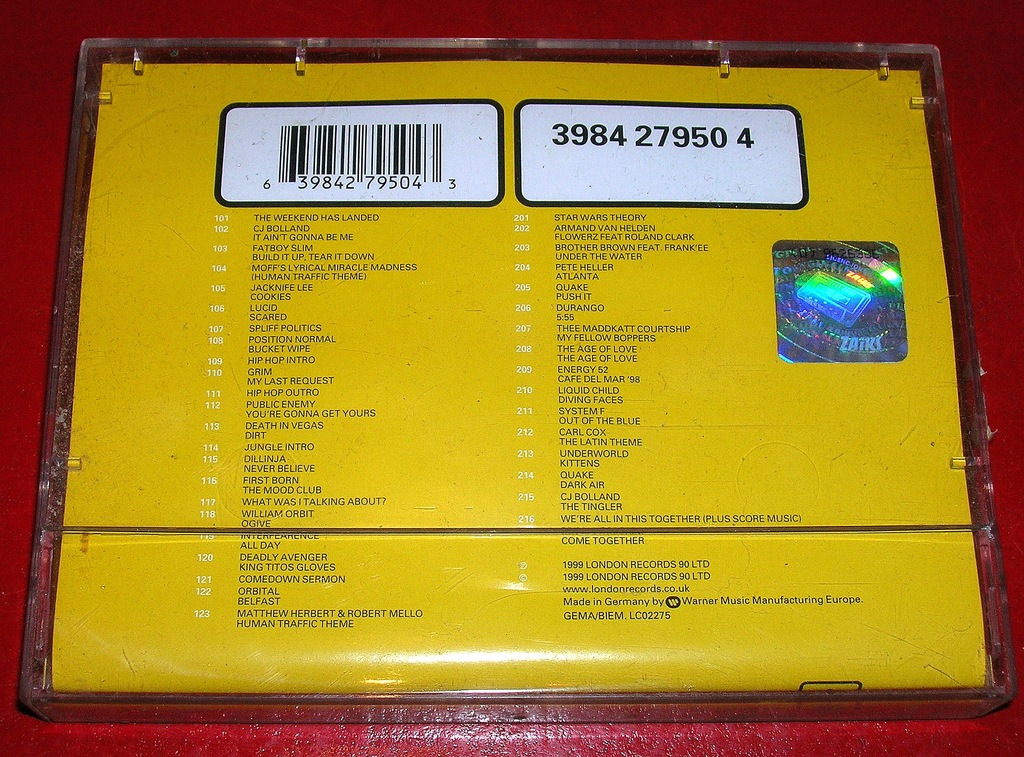 6 39842 79504 3
3984 27950 4
101 THE WEEKEND HAS LANDED
102 CJ BOLLAND
IT AIN'T GONNA BE ME
103 FATBOY SLIM
BUILD IT UP, TEAR IT DOWN
104 MOFF'S LYRICAL MIRACLE MADNESS
(HUMAN TRAFFIC THEME)
105 JACKNIFE LEE
COOKIES
106 LUCID
SCARED
107 SPLIFF POLITICS
108 POSITION NORMAL
BUCKET WIPE
109 HIP HOP INTRO
110 GRIM
MY LAST REQUEST
111 HIP HOP OUTRO
112 PUBLIC ENEMY
YOU'RE GONNA GET YOURS
113 DEATH IN VEGAS
DIRT
114 JUNGLE INTRO
115 DILLINJA
NEVER BELIEVE
116 FIRST BORN
THE MOOD CLUB
117 WHAT WAS I TALKING ABOUT?
118 WILLIAM ORBIT
OGIVE
119 INTERFEARENCE
ALL DAY
120 DEADLY AVENGER
KING TITOS GLOVES
121 COMEDOWN SERMON
122 ORBITAL
BELFAST
123 MATTHEW HERBERT & ROBERT MELLO
HUMAN TRAFFIC THEME
201 STAR WARS THEORY
202 ARMAND VAN HELDEN
FLOWERZ FEAT ROLAND CLARK
203 BROTHER BROWN FEAT. FRANK'EE
UNDER THE WATER
204 PETE HELLER
ATLANTA
205 QUAKE
PUSH IT
206 DURANGO
5:55
207 THEE MADDKATT COURTSHIP
MY FELLOW BOPPERS
208 THE AGE OF LOVE
THE AGE OF LOVE
209 ENERGY 52
CAFE DEL MAR '98
210 LIQUID CHILD
DIVING FACES
211 SYSTEM F
OUT OF THE BLUE
212 CARL COX
THE LATIN THEME
213 UNDERWORLD
KITTENS
214 QUAKE
DARK AIR
215 CJ BOLLAND
THE TINGLER
216 WE'RE ALL IN THIS TOGETHER (PLUS SCORE MUSIC)
COME TOGETHER
℗ 1999 LONDON RECORDS 90 LTD
© 1999 LONDON RECORDS 90 LTD
www.londonrecords.co.uk
Made in Germany by Warner Music Manufacturing Europe.
GEMA/BIEM. LC02275
ZAIKS
ZAIKS